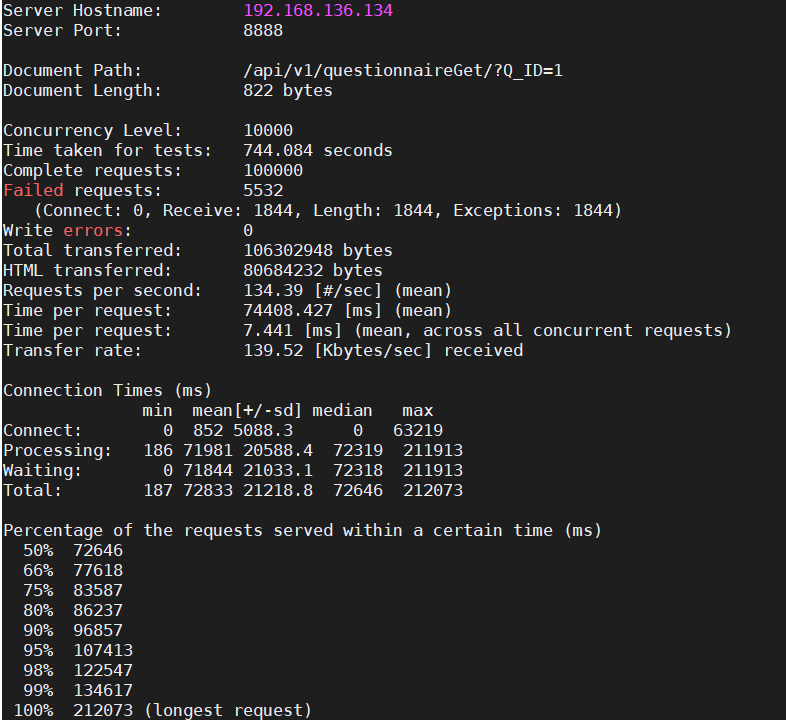 Server Hostname:        192.168.136.134
Server Port:            8888

Document Path:          /api/v1/questionnaireGet/?Q_ID=1
Document Length:        822 bytes

Concurrency Level:      10000
Time taken for tests:   744.084 seconds
Complete requests:      100000
Failed requests:        5532
   (Connect: 0, Receive: 1844, Length: 1844, Exceptions: 1844)
Write errors:           0
Total transferred:      106302948 bytes
HTML transferred:       80684232 bytes
Requests per second:    134.39 [#/sec] (mean)
Time per request:       74408.427 [ms] (mean)
Time per request:       7.441 [ms] (mean, across all concurrent requests)
Transfer rate:          139.52 [Kbytes/sec] received

Connection Times (ms)
              min  mean[+/-sd] median   max
Connect:        0  852 5088.3      0   63219
Processing:   186 71981 20588.4  72319  211913
Waiting:        0 71844 21033.1  72318  211913
Total:        187 72833 21218.8  72646  212073

Percentage of the requests served within a certain time (ms)
  50%  72646
  66%  77618
  75%  83587
  80%  86237
  90%  96857
  95%  107413
  98%  122547
  99%  134617
 100%  212073 (longest request)